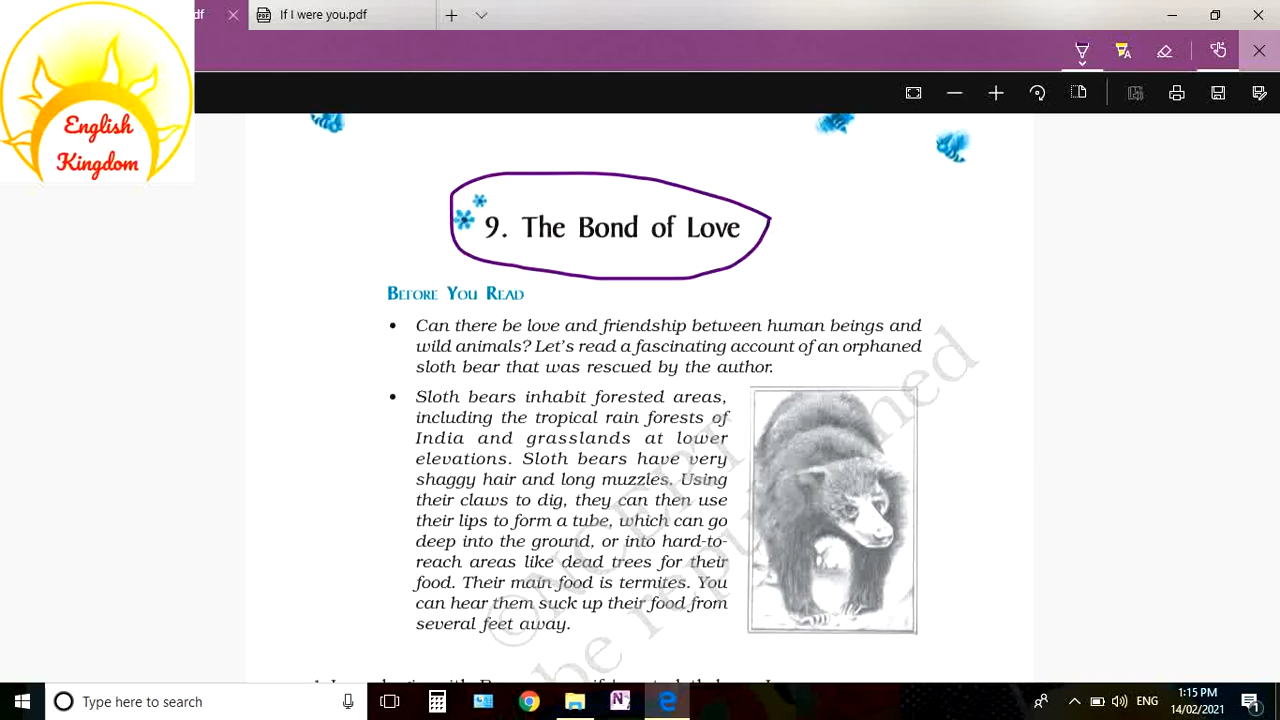 df
If I were you.pdf
English
Kingdom
9. The Bond of Love
BEFORE YOU READ
• Can there be love and friendship between human beings and
wild animals? Let's read a fascinating account of an orphaned
sloth bear that was rescued by the author.
• Sloth bears inhabit forested areas,
including the tropical rain forests of
India and grasslands at lower
elevations. Sloth bears have very
shaggy hair and long muzzles. Using
their claws to dig, they can then use
their lips to form a tube, which can go
deep into the ground, or into hard-to-
reach areas like dead trees for their
food. Their main food is termites. You
can hear them suck up their food from
several feet away.
©NCERT
be republished
Type here to search
ENG
1:15 PM
14/02/2021